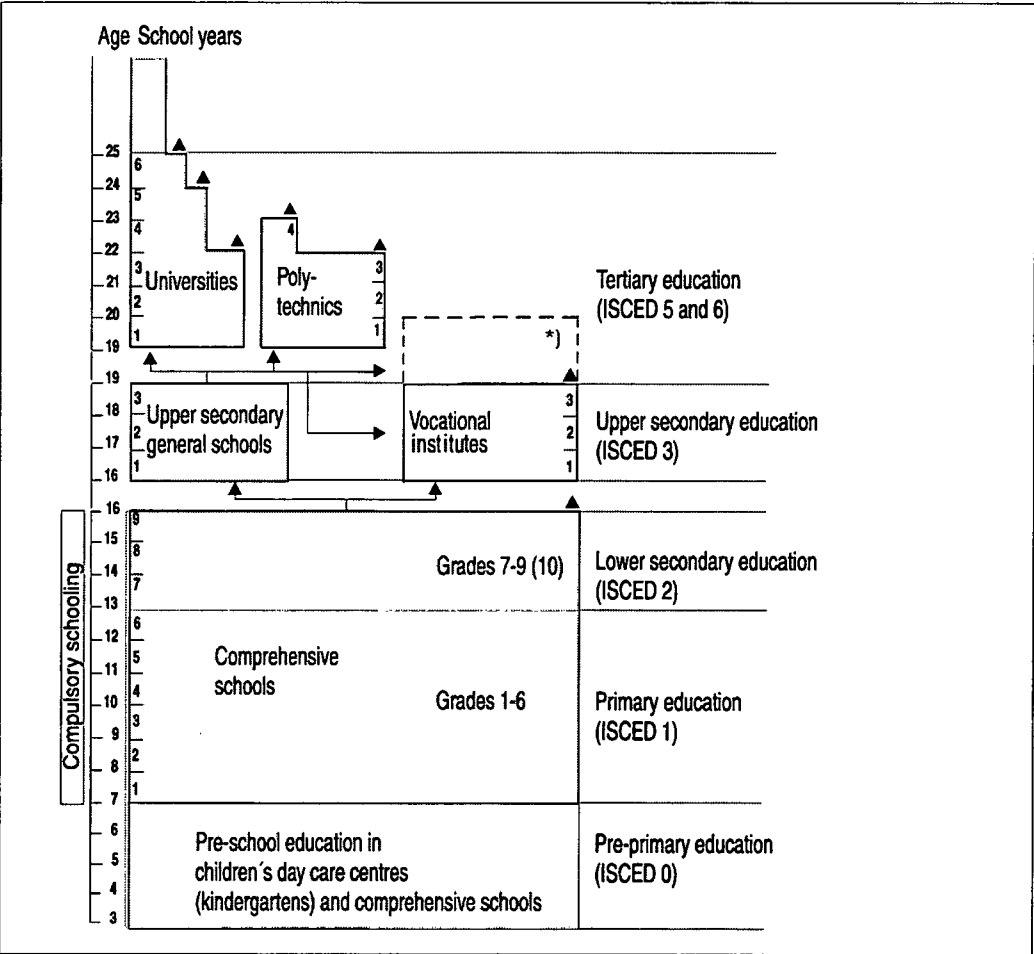 Age School years
25
6
24
5
23
4
4
22
3
Universities
Poly-
technics
3
Tertiary education
(ISCED 5 and 6)
21
2
2
20
1
1
*)
19
19
3
Upper secondary
general schools
Vocational
institutes
3
Upper secondary education
(ISCED 3)
18
2
2
17
1
1
16
16
9
15
8
Grades 7-9 (10)
Lower secondary education
(ISCED 2)
14
7
13
Compulsory schooling
6
12
5
Comprehensive
schools
11
4
Grades 1-6
Primary education
(ISCED 1)
10
3
9
2
8
1
7
6
Pre-school education in
children´s day care centres
(kindergartens) and comprehensive schools
Pre-primary education
(ISCED 0)
5
4
3